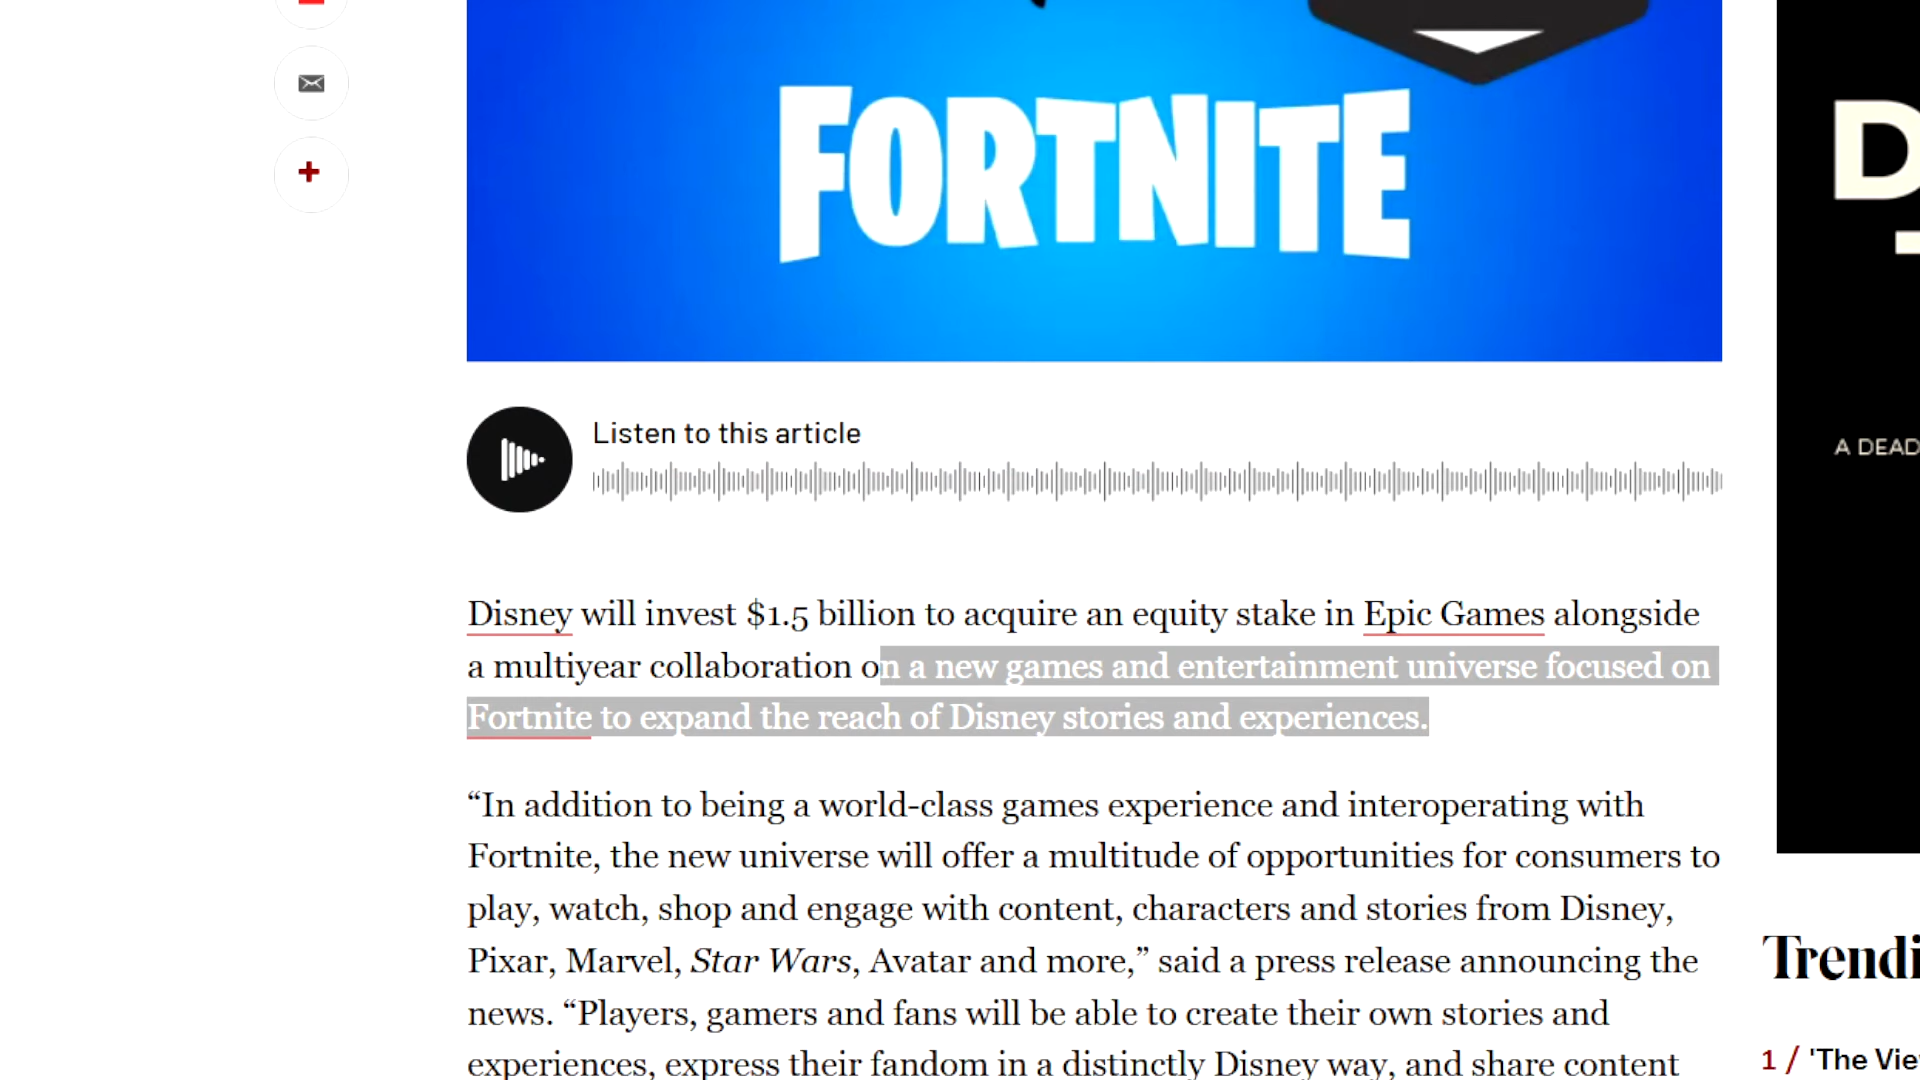 FORTNITE
Listen to this article
Disney will invest $1.5 billion to acquire an equity stake in Epic Games alongside
a multiyear collaboration on a new games and entertainment universe focused on
Fortnite to expand the reach of Disney stories and experiences.
“In addition to being a world-class games experience and interoperating with
Fortnite, the new universe will offer a multitude of opportunities for consumers to
play, watch, shop and engage with content, characters and stories from Disney,
Pixar, Marvel, Star Wars, Avatar and more,” said a press release announcing the
news. “Players, gamers and fans will be able to create their own stories and
experiences, express their fandom in a distinctly Disney way, and share content
D
A DEAD
Trendi
1 / 'The Vie